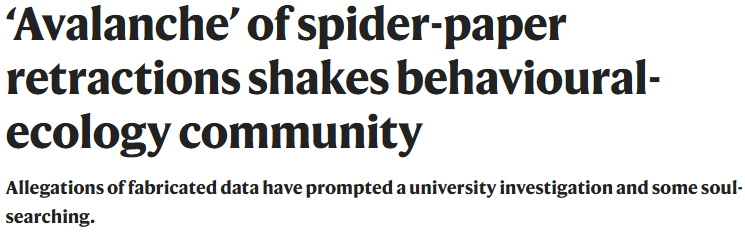 ‘Avalanche’ of spider-paper
retractions shakes behavioural-
ecology community
Allegations of fabricated data have prompted a university investigation and some soul-
searching.